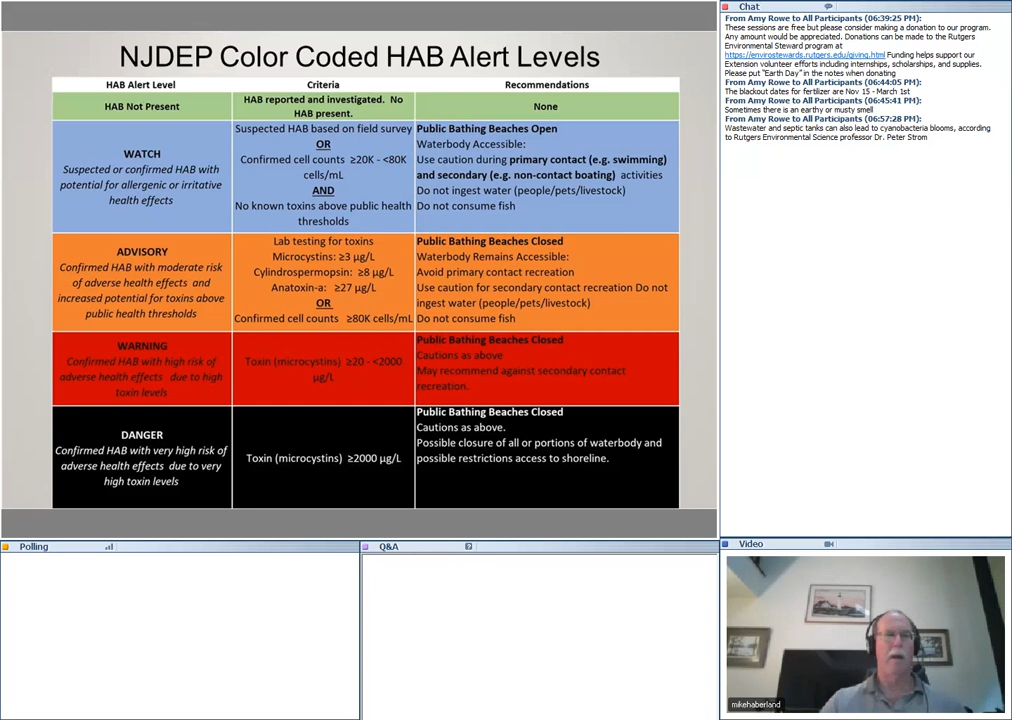 NJDEP Color Coded HAB Alert Levels
HAB Alert Level
Criteria
Recommendations
HAB Not Present
HAB reported and investigated. No
HAB present.
None
WATCH
Suspected or confirmed HAB with
potential for allergenic or irritative
health effects
Suspected HAB based on field survey
OR
Confirmed cell counts ≥20K - <80K
cells/mL
AND
No known toxins above public health
thresholds
Public Bathing Beaches Open
Waterbody Accessible:
Use caution during primary contact (e.g. swimming)
and secondary (e.g. non-contact boating) activities
Do not ingest water (people/pets/livestock)
Do not consume fish
ADVISORY
Confirmed HAB with moderate risk
of adverse health effects and
increased potential for toxins above
public health thresholds
Lab testing for toxins
Microcystins: ≥3 µg/L
Cylindrospermopsin: ≥8 µg/L
Anatoxin-a: ≥27 µg/L
OR
Confirmed cell counts ≥80K cells/mL
Public Bathing Beaches Closed
Waterbody Remains Accessible:
Avoid primary contact recreation
Use caution for secondary contact recreation Do not
ingest water (people/pets/livestock)
Do not consume fish
WARNING
Confirmed HAB with high risk of
adverse health effects due to high
toxin levels
Toxin (microcystins) ≥20 - <2000
µg/L
Public Bathing Beaches Closed
Cautions as above
May recommend against secondary contact
recreation.
DANGER
Confirmed HAB with very high risk of
adverse health effects due to very
high toxin levels
Toxin (microcystins) ≥2000 µg/L
Public Bathing Beaches Closed
Cautions as above.
Possible closure of all or portions of waterbody and
possible restrictions access to shoreline.
Chat
From Amy Rowe to All Participants (06:39:25 PM):
These sessions are free but please consider making a donation to our program.
Any amount would be appreciated. Donations can be made to the Rutgers
Environmental Steward program at
https://envirostewards.rutgers.edu/giving.html Funding helps support our
Extension volunteer efforts including internships, scholarships, and supplies.
Please put "Earth Day" in the notes when donating
From Amy Rowe to All Participants (06:44:05 PM):
The blackout dates for fertilizer are Nov 15 - March 1st
From Amy Rowe to All Participants (06:45:41 PM):
Sometimes there is an earthy or musty smell
From Amy Rowe to All Participants (06:57:28 PM):
Wastewater and septic tanks can also lead to cyanobacteria blooms, according
to Rutgers Environmental Science professor Dr. Peter Strom
Polling
Q&A
Video
mikehaberland